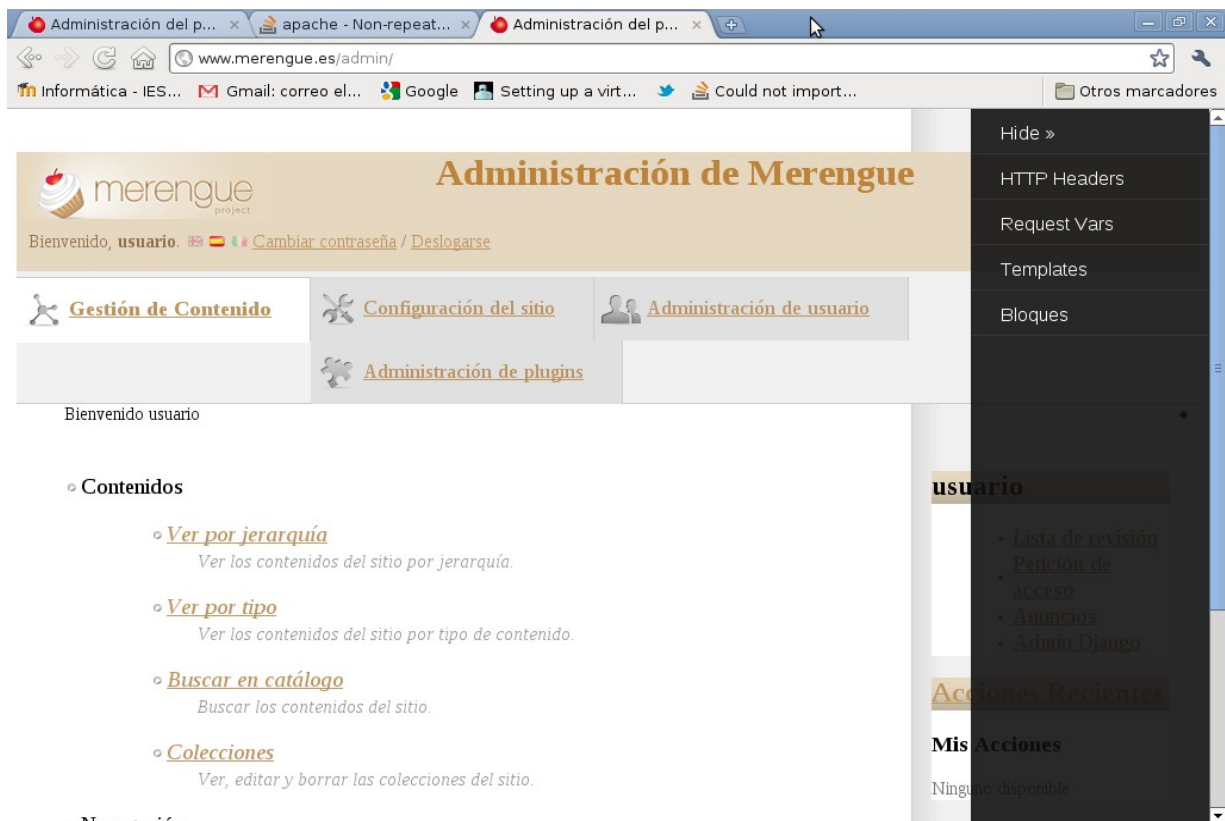 Administración del p...
apache - Non-repeat...
Administración del p...
www.merengue.es/admin/
Informática - IES...
Gmail: correo el...
Google
Setting up a virt...
Could not import...
Otros marcadores
merengue
project
Administración de Merengue
Bienvenido, usuario. Cambiar contraseña / Deslogarse
Gestión de Contenido
Configuración del sitio
Administración de usuario
Administración de plugins
Hide »
HTTP Headers
Request Vars
Templates
Bloques
Bienvenido usuario
Contenidos
Ver por jerarquía
Ver los contenidos del sitio por jerarquía.
Ver por tipo
Ver los contenidos del sitio por tipo de contenido.
Buscar en catálogo
Buscar los contenidos del sitio.
Colecciones
Ver, editar y borrar las colecciones del sitio.
usuario
Lista de revisión
Petición de
acceso
Anuncios
Admin Django
Acciones Recientes
Mis Acciones
Ninguno disponible